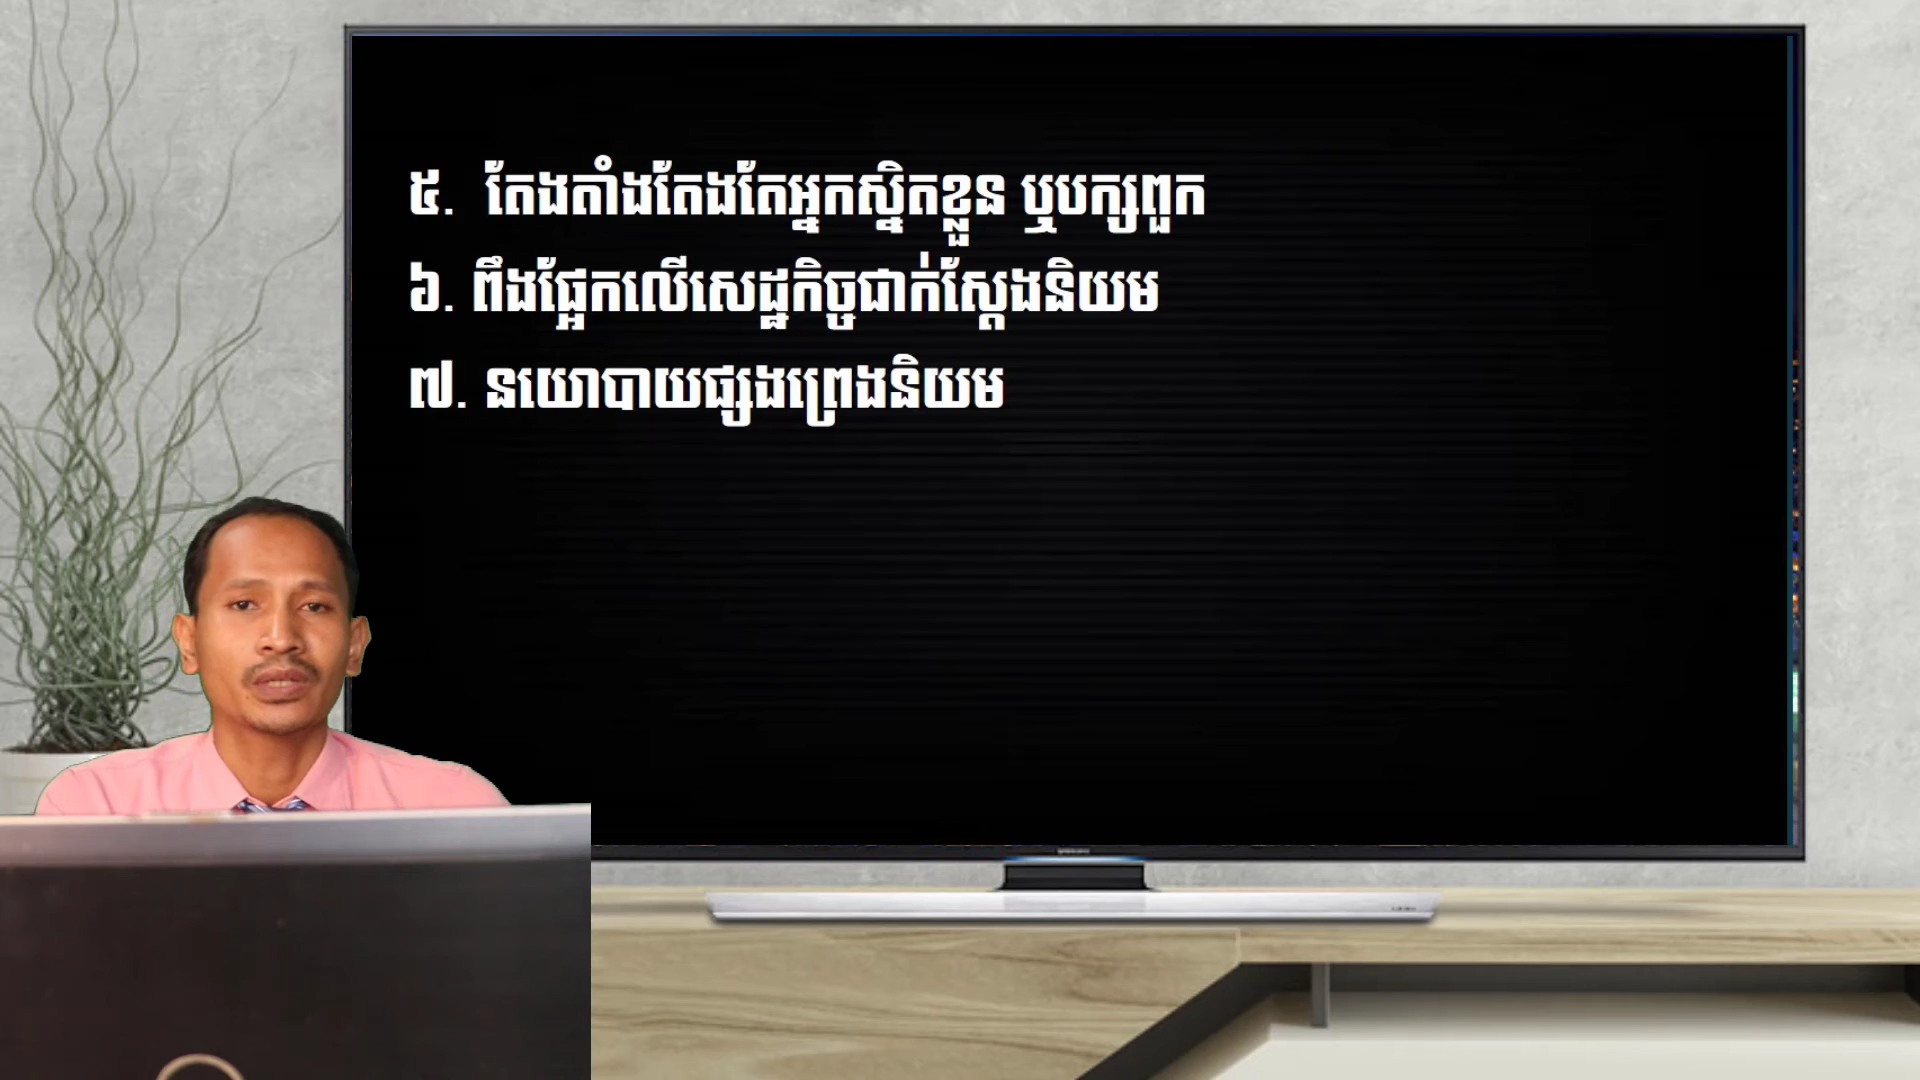 ៥. តែងតាំងតែងតែអ្នកស្និតខ្លួន ឬបក្សពួក
៦. ពឹងផ្អែកលើសេដ្ឋកិច្ចជាក់ស្ដែងនិយម
៧. នយោបាយផ្សងព្រេងនិយម